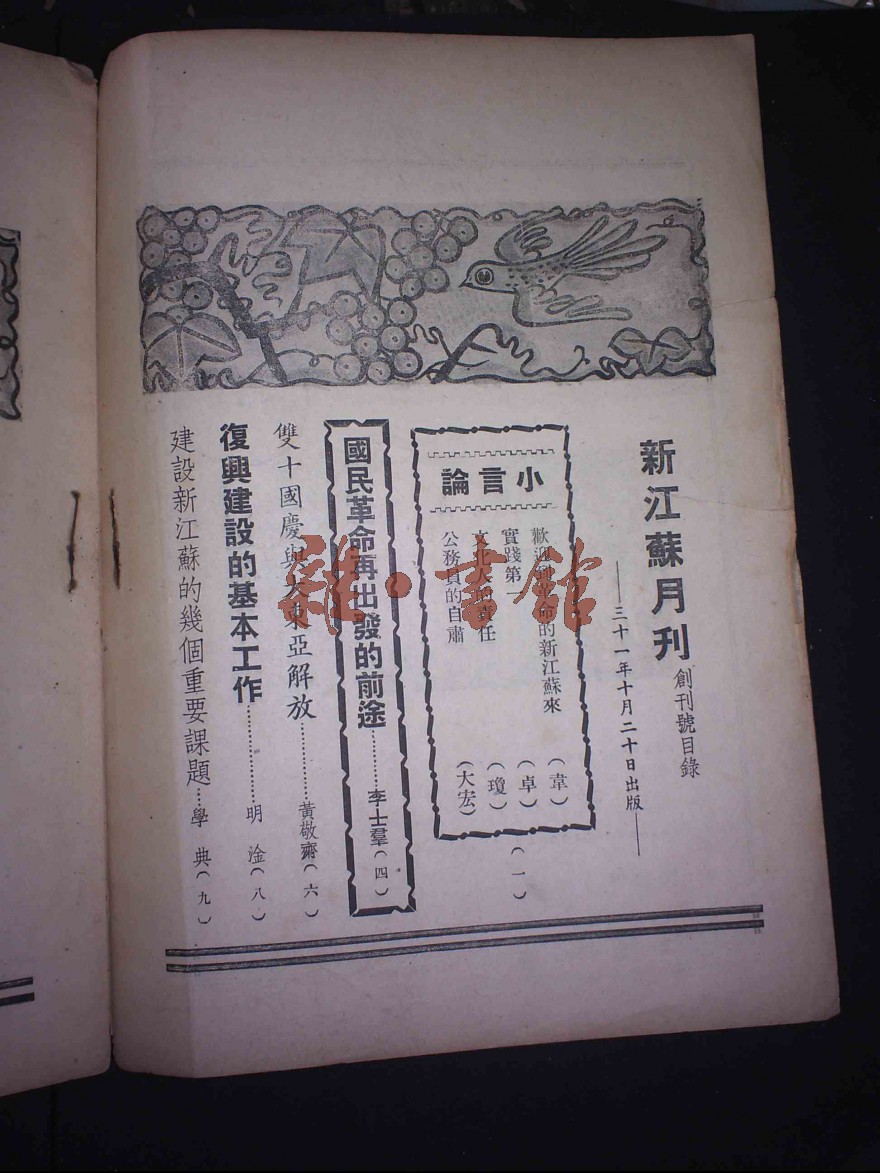 新江蘇月刊 創刊號目錄
——三十一年十月二十日出版——
小言論
歡迎到革命的新江蘇來 (韋)
實踐第一 (卓)
文化人的責任 (瓊)
公務員的自肅 (大宏)
(一)
國民革命再出發的前途………李士羣(四)
雙十國慶與大東亞解放………黃敬齋(六)
復興建設的基本工作………明淦(八)
建設新江蘇的幾個重要課題…學典(九)
雜·書館